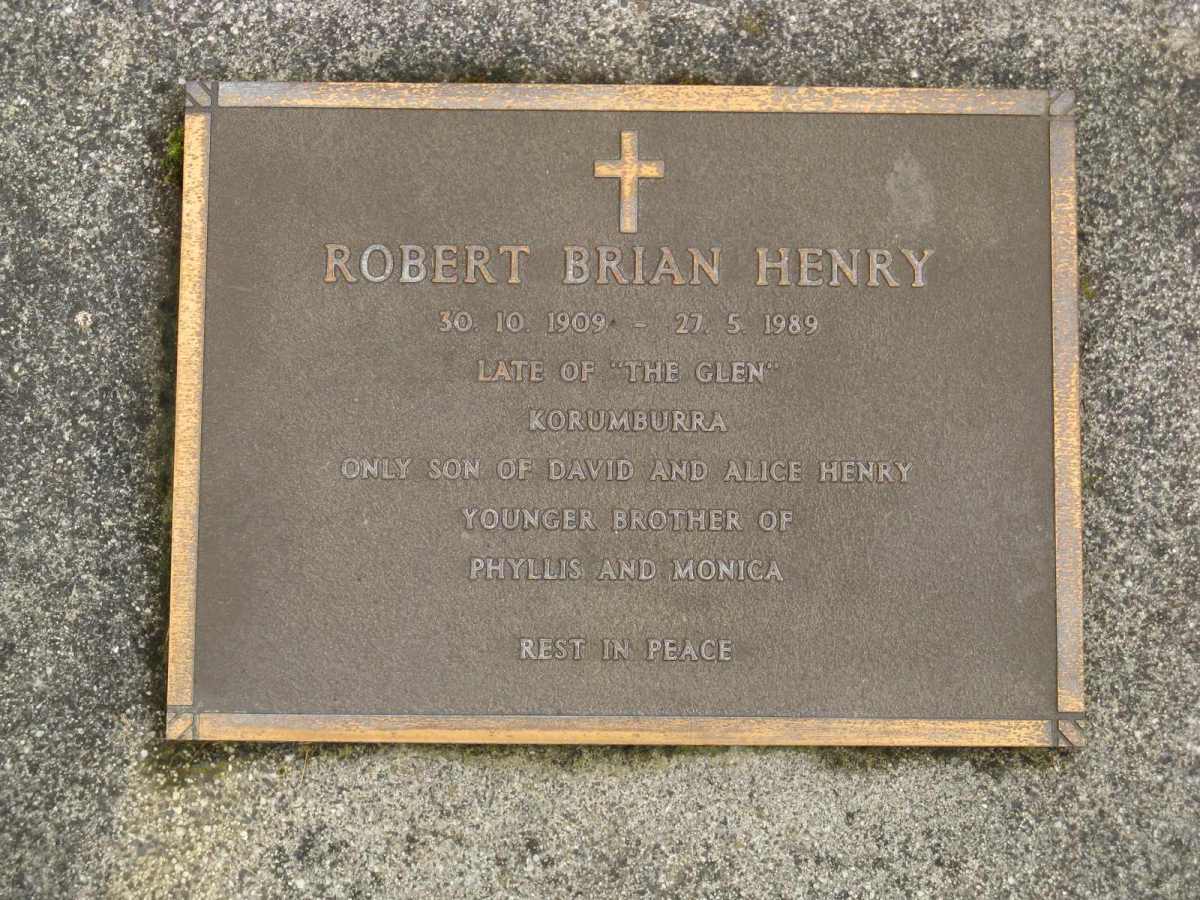 ROBERT BRIAN HENRY
30. 10. 1909 - 27. 5. 1989
LATE OF "THE GLEN"
KORUMBURRA
ONLY SON OF DAVID AND ALICE HENRY
YOUNGER BROTHER OF
PHYLLIS AND MONICA
REST IN PEACE